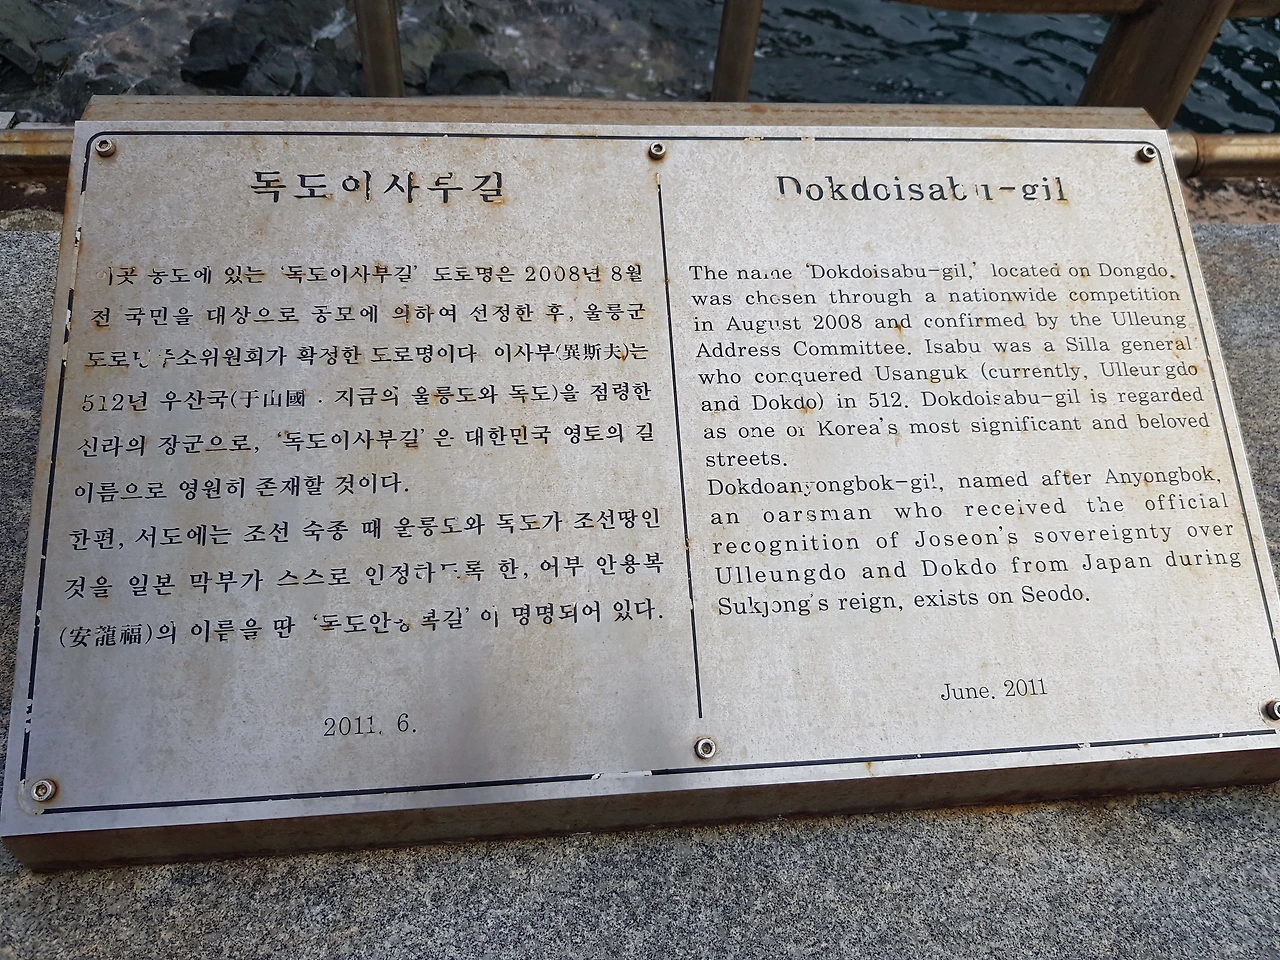 독도이사부길
이곳 동도에 있는 '독도이사부길' 도로명은 2008년 8월
전 국민을 대상으로 공모에 의하여 선정한 후, 울릉군
도로명주소위원회가 확정한 도로명이다. 이사부(異斯夫)는
512년 우산국(于山國 · 지금의 울릉도와 독도)을 점령한
신라의 장군으로, '독도이사부길'은 대한민국 영토의 길
이름으로 영원히 존재할 것이다.
한편, 서도에는 조선 숙종 때 울릉도와 독도가 조선땅인
것을 일본 막부가 스스로 인정하도록 한, 어부 안용복
(安龍福)의 이름을 딴 '독도안용복길'이 명명되어 있다.
2011. 6.
Dokdoisabu-gil
The name 'Dokdoisabu-gil,' located on Dongdo,
was chosen through a nationwide competition
in August 2008 and confirmed by the Ulleung
Address Committee. Isabu was a Silla general
who conquered Usanguk (currently, Ulleungdo
and Dokdo) in 512. Dokdoisabu-gil is regarded
as one of Korea's most significant and beloved
streets.
Dokdoanyongbok-gil, named after Anyongbok,
an oarsman who received the official
recognition of Joseon's sovereignty over
Ulleungdo and Dokdo from Japan during
Sukjong's reign, exists on Seodo.
June. 2011